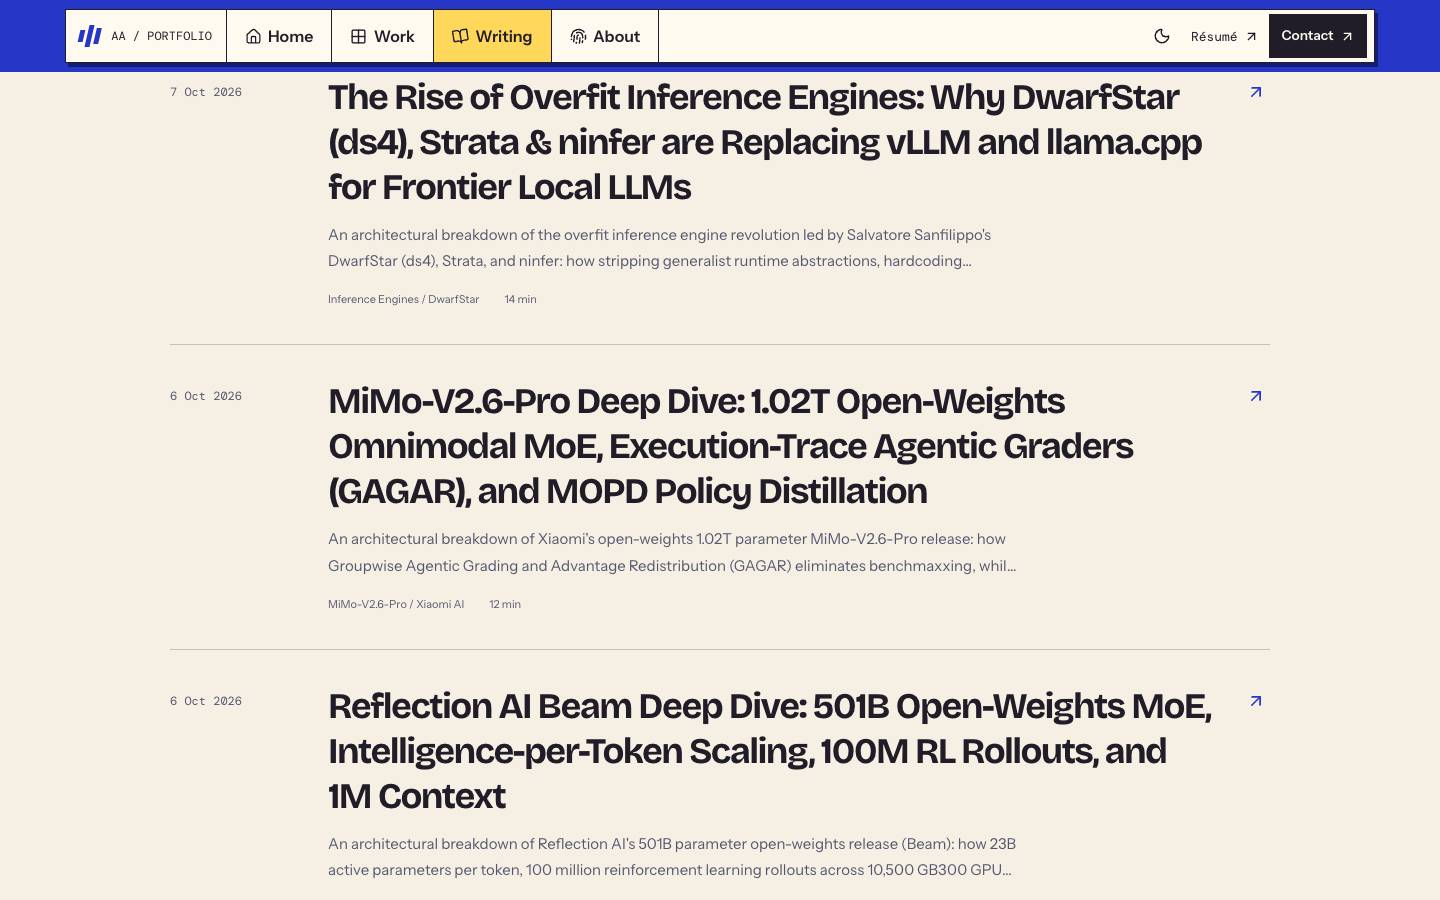 AA / PORTFOLIO
Home
Work
Writing
About
Résumé
Contact
7 Oct 2026
The Rise of Overfit Inference Engines: Why DwarfStar
(ds4), Strata & ninfer are Replacing vLLM and llama.cpp
for Frontier Local LLMs
An architectural breakdown of the overfit inference engine revolution led by Salvatore Sanfilippo's
DwarfStar (ds4), Strata, and ninfer: how stripping generalist runtime abstractions, hardcoding...
Inference Engines / DwarfStar 14 min
6 Oct 2026
MiMo-V2.6-Pro Deep Dive: 1.02T Open-Weights
Omnimodal MoE, Execution-Trace Agentic Graders
(GAGAR), and MOPD Policy Distillation
An architectural breakdown of Xiaomi's open-weights 1.02T parameter MiMo-V2.6-Pro release: how
Groupwise Agentic Grading and Advantage Redistribution (GAGAR) eliminates benchmaxxing, whil...
MiMo-V2.6-Pro / Xiaomi AI 12 min
6 Oct 2026
Reflection AI Beam Deep Dive: 501B Open-Weights MoE,
Intelligence-per-Token Scaling, 100M RL Rollouts, and
1M Context
An architectural breakdown of Reflection AI's 501B parameter open-weights release (Beam): how 23B
active parameters per token, 100 million reinforcement learning rollouts across 10,500 GB300 GPU...